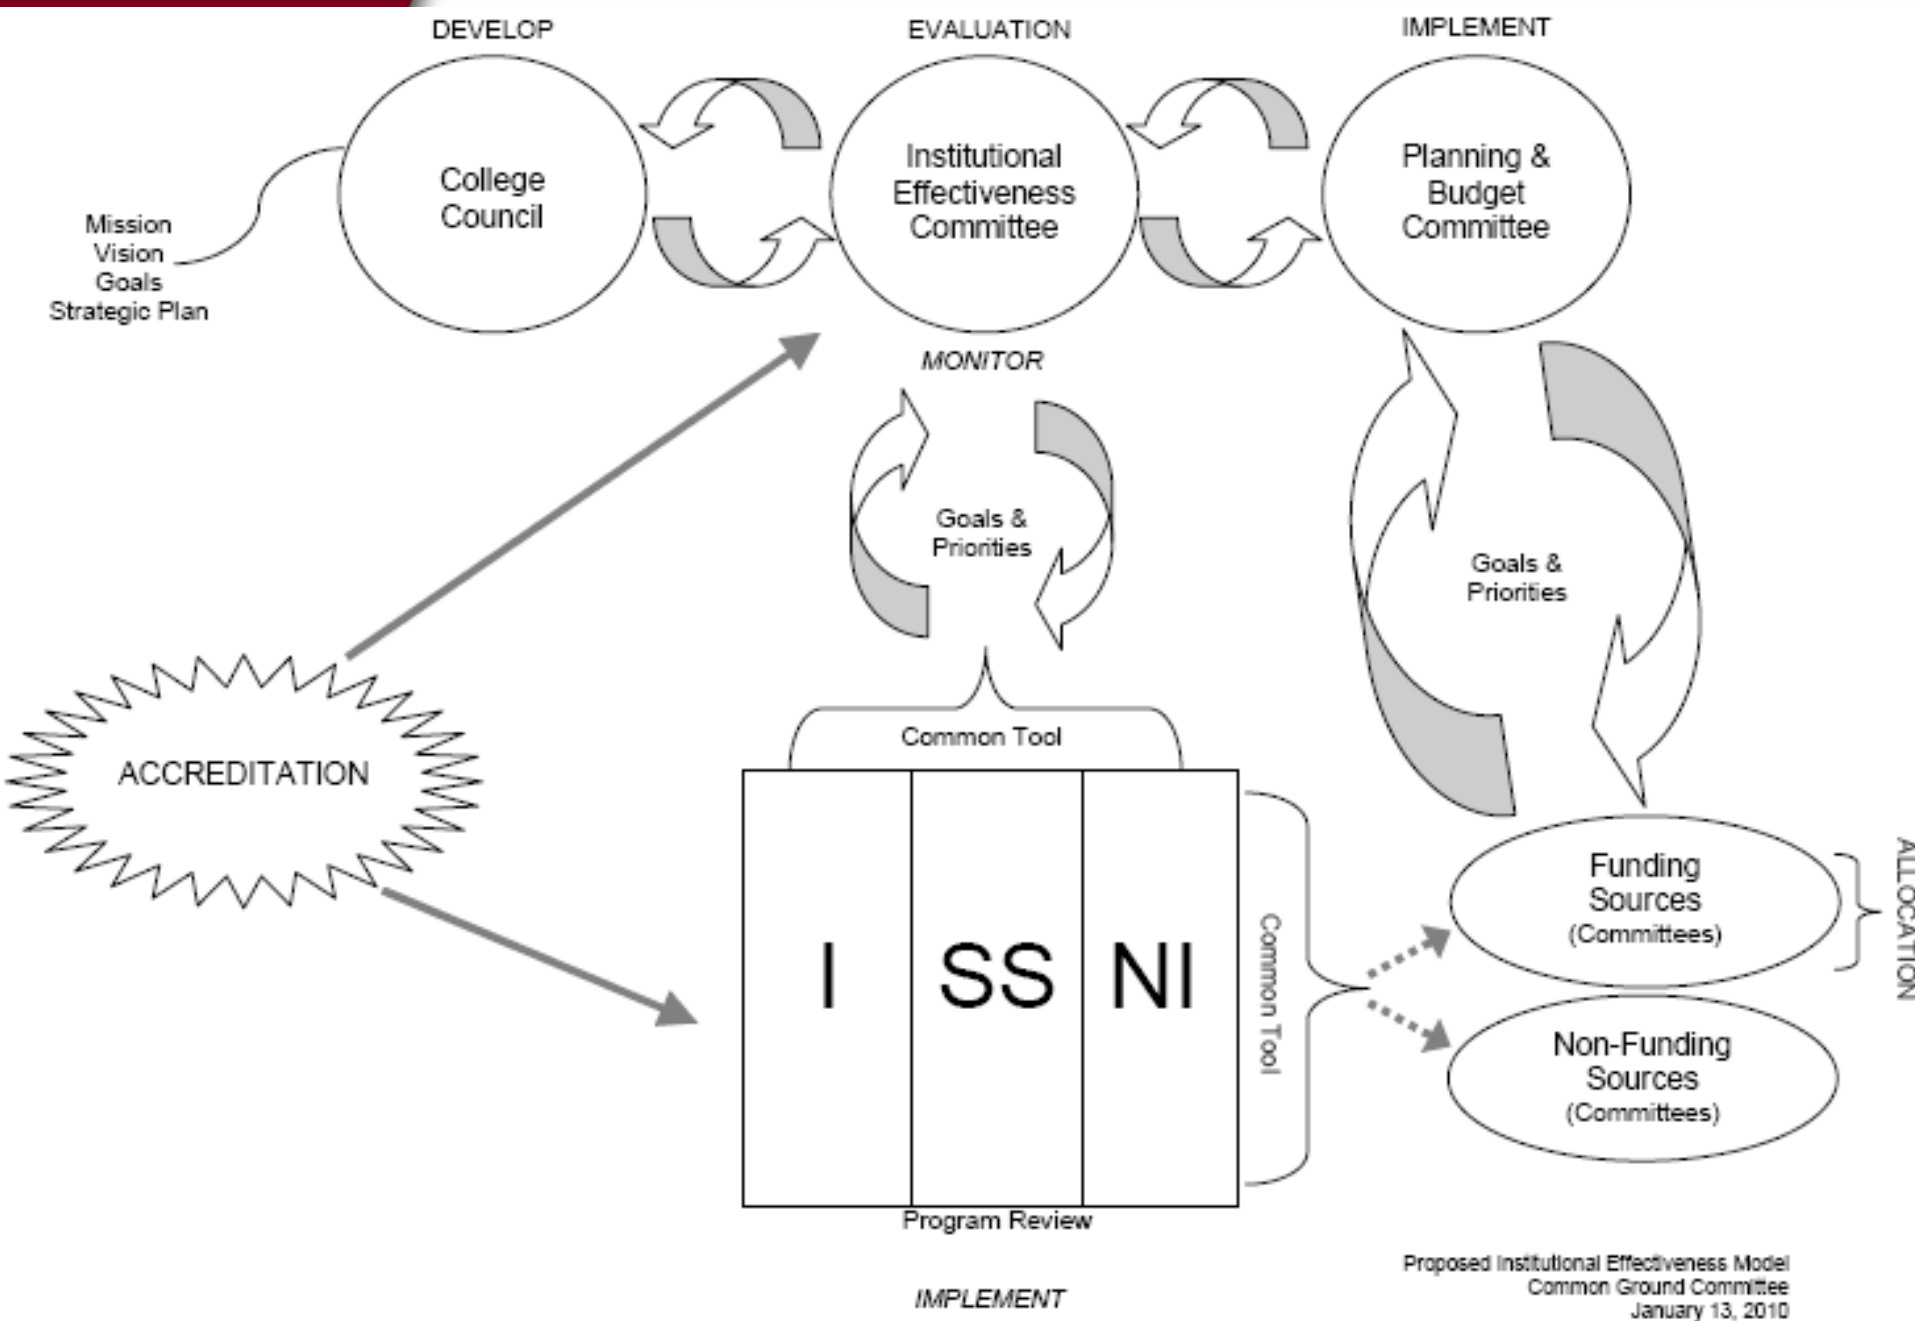 DEVELOP
EVALUATION
IMPLEMENT
College
Council
Institutional
Effectiveness
Committee
Planning &
Budget
Committee
Mission
Vision
Goals
Strategic Plan
MONITOR
Goals &
Priorities
Goals &
Priorities
ACCREDITATION
Common Tool
I
SS
NI
Common Tool
Program Review
IMPLEMENT
Funding
Sources
(Committees)
ALLOCATION
Non-Funding
Sources
(Committees)
Proposed Institutional Effectiveness Model
Common Ground Committee
January 13, 2010